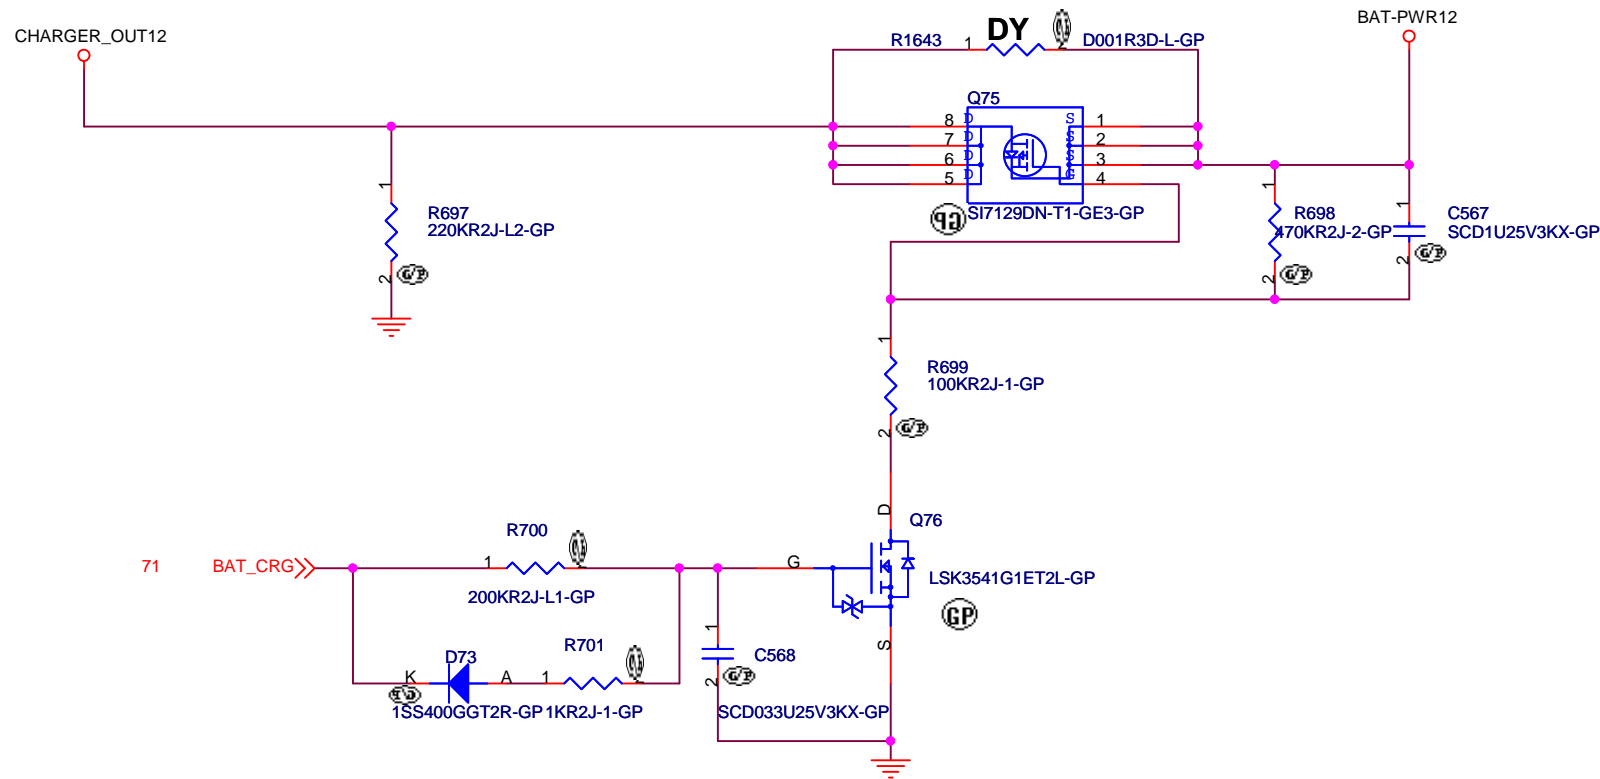 CHARGER_OUT12
BAT-PWR12
R1643
1
DY
2
D001R3D-L-GP
Q75
8 D S 1
7 D S 2
6 D S 3
5 D G 4
SI7129DN-T1-GE3-GP
GP
1
R697
220KR2J-L2-GP
2
G/P
1
R698
470KR2J-2-GP
2
G/P
1
C567
SCD1U25V3KX-GP
2
G/P
1
R699
100KR2J-1-GP
2
G/P
D
Q76
G
LSK3541G1ET2L-GP
GP
S
71
BAT_CRG
R700
1
2
200KR2J-L1-GP
D73
K
A
G/P
1SS400GGT2R-GP
R701
1
2
1KR2J-1-GP
1
C568
2
G/P
SCD033U25V3KX-GP